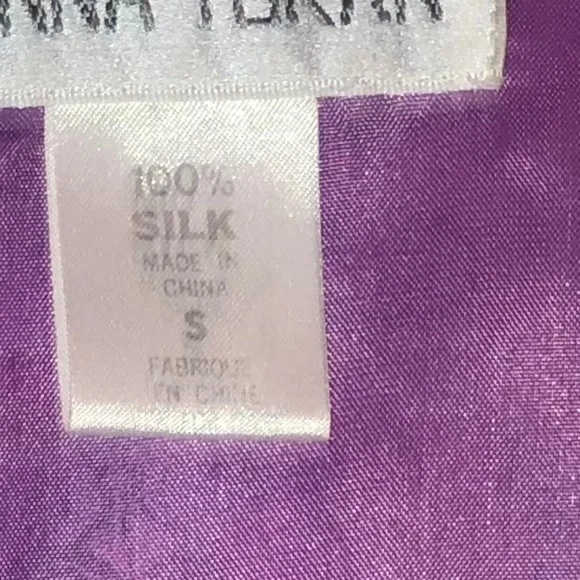 100%
SILK
MADE IN
CHINA
S
FABRIQUE
EN CHINE